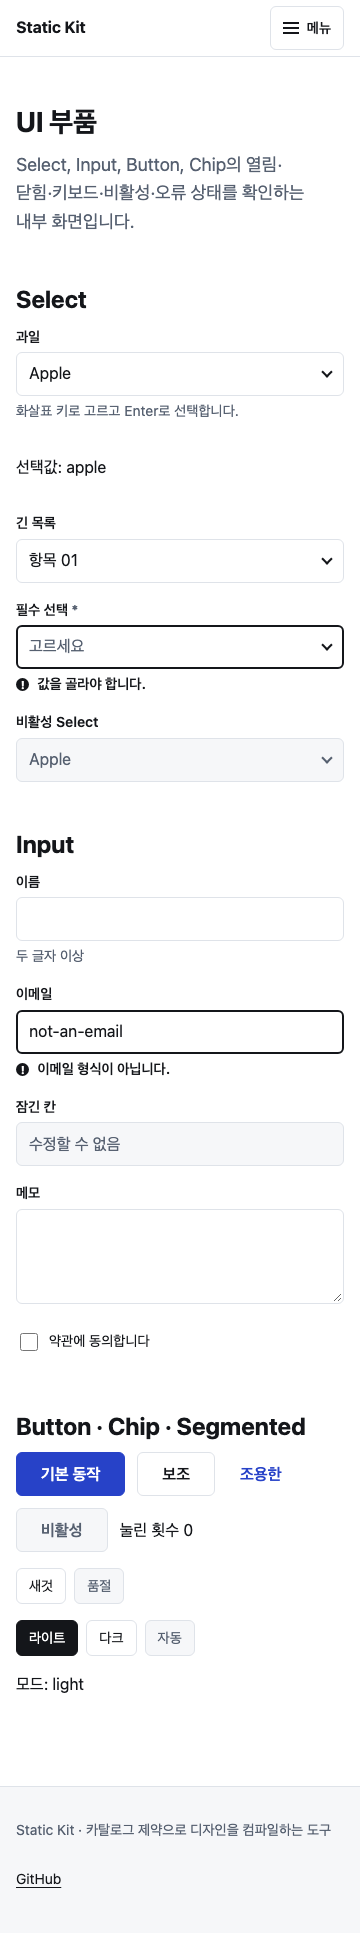 Static Kit
메뉴
UI 부품
Select, Input, Button, Chip의 열림·
닫힘·키보드·비활성·오류 상태를 확인하는
내부 화면입니다.
Select
과일
Apple
화살표 키로 고르고 Enter로 선택합니다.
선택값: apple
긴 목록
항목 01
필수 선택 *
고르세요
값을 골라야 합니다.
비활성 Select
Apple
Input
이름
두 글자 이상
이메일
not-an-email
이메일 형식이 아닙니다.
잠긴 칸
수정할 수 없음
메모
약관에 동의합니다
Button · Chip · Segmented
기본 동작 보조 조용한
비활성 눌린 횟수 0
새것 품절
라이트 다크 자동
모드: light
Static Kit · 카탈로그 제약으로 디자인을 컴파일하는 도구
GitHub